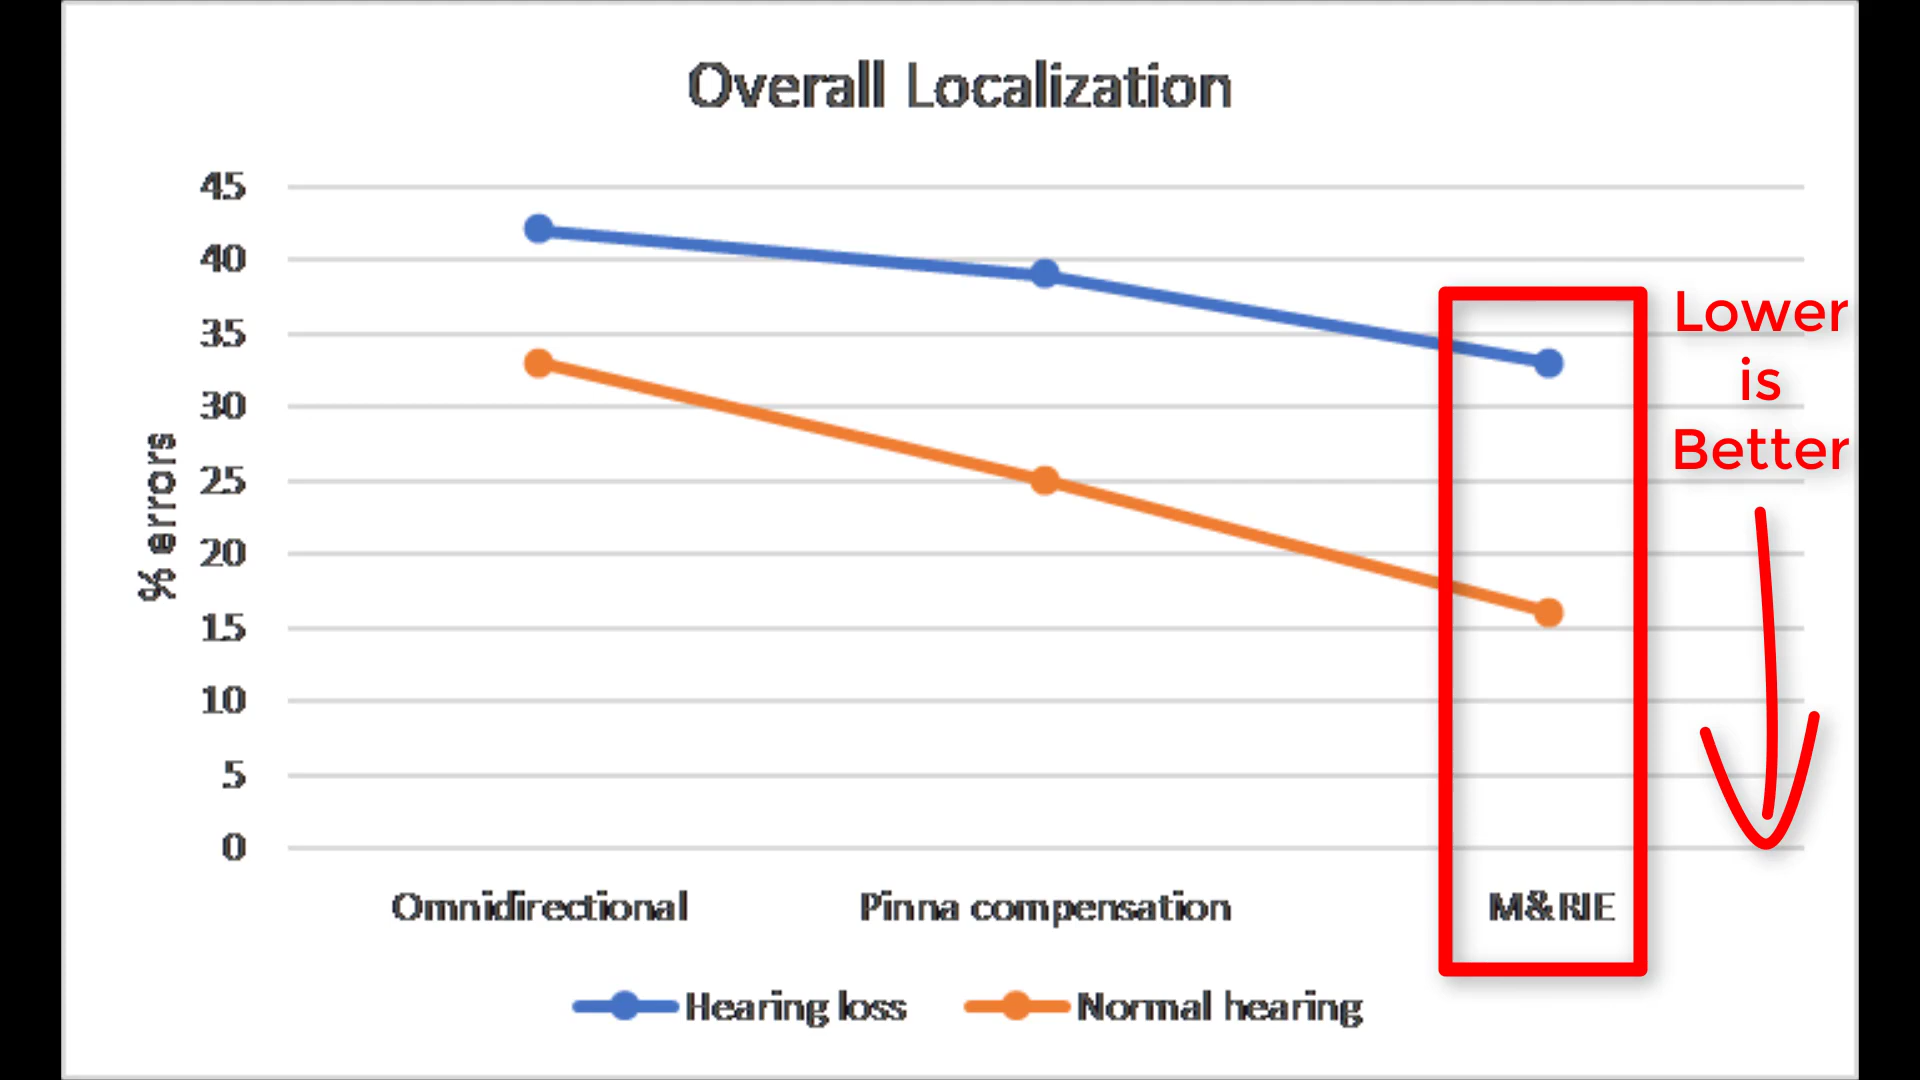 Overall Localization
45
40
35
30
25
20
15
10
5
0
% errors
Omnidirectional
Pinna compensation
M&RIE
Hearing loss
Normal hearing
Lower
is
Better